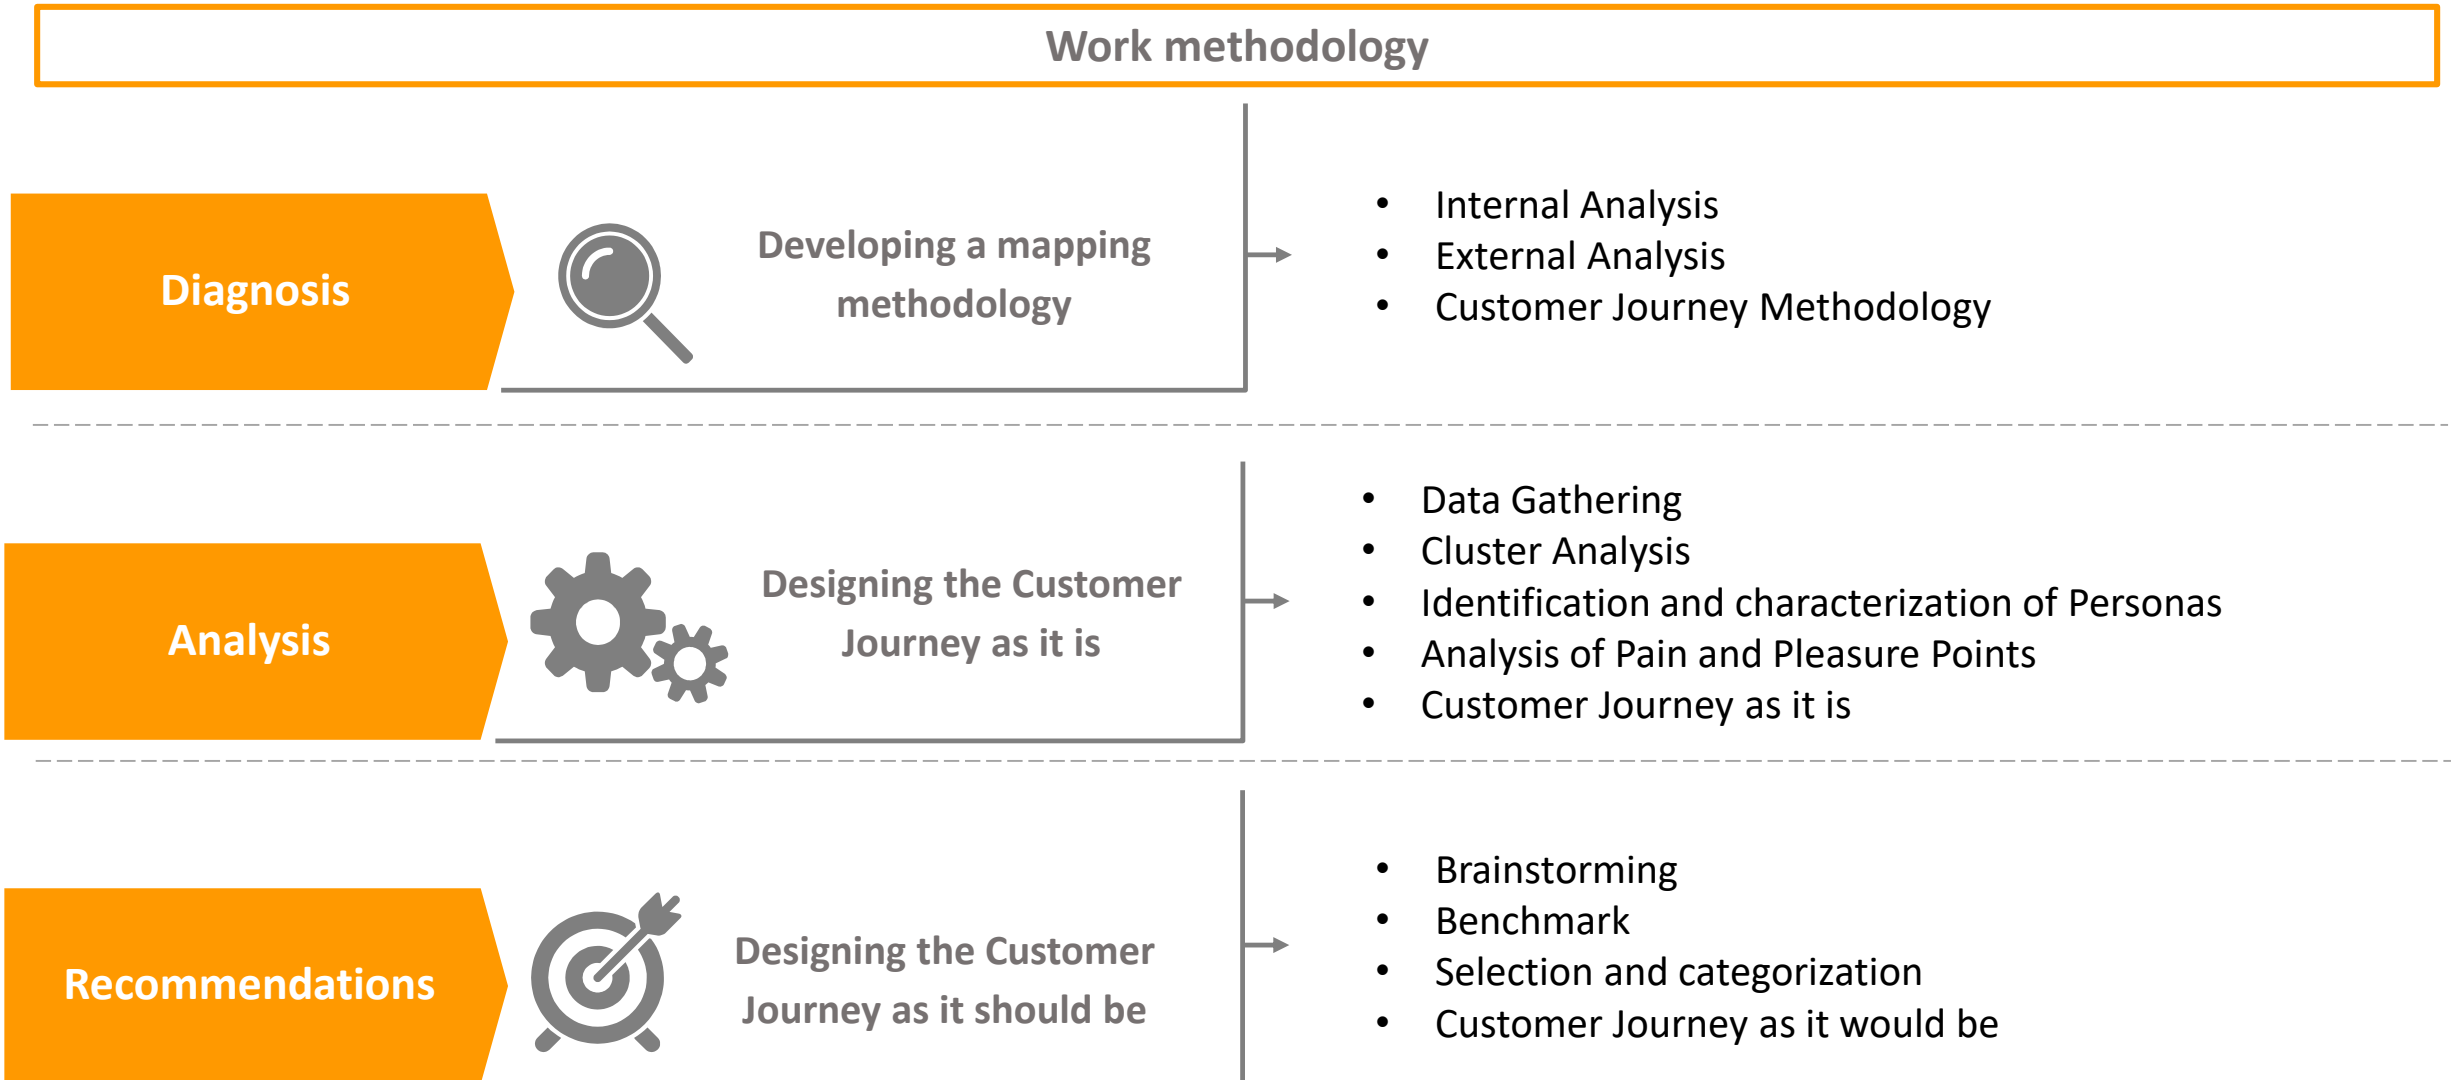 Work methodology
Diagnosis
Developing a mapping
methodology
• Internal Analysis
• External Analysis
• Customer Journey Methodology
Analysis
Designing the Customer
Journey as it is
• Data Gathering
• Cluster Analysis
• Identification and characterization of Personas
• Analysis of Pain and Pleasure Points
• Customer Journey as it is
Recommendations
Designing the Customer
Journey as it should be
• Brainstorming
• Benchmark
• Selection and categorization
• Customer Journey as it would be